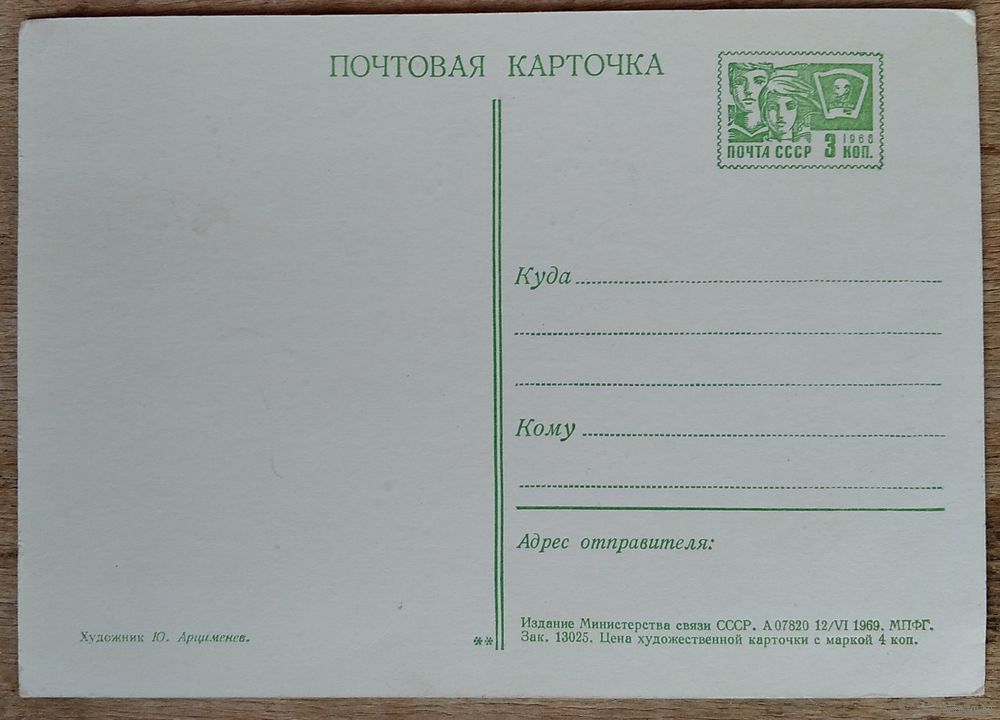 ПОЧТОВАЯ КАРТОЧКА
1966
ПОЧТА СССР 3 КОП.
Куда
Кому
Адрес отправителя:
Художник Ю. Арцименев.
**
Издание Министерства связи СССР. А 07820 12/VI 1969. МПФГ.
Зак. 13025. Цена художественной карточки с маркой 4 коп.